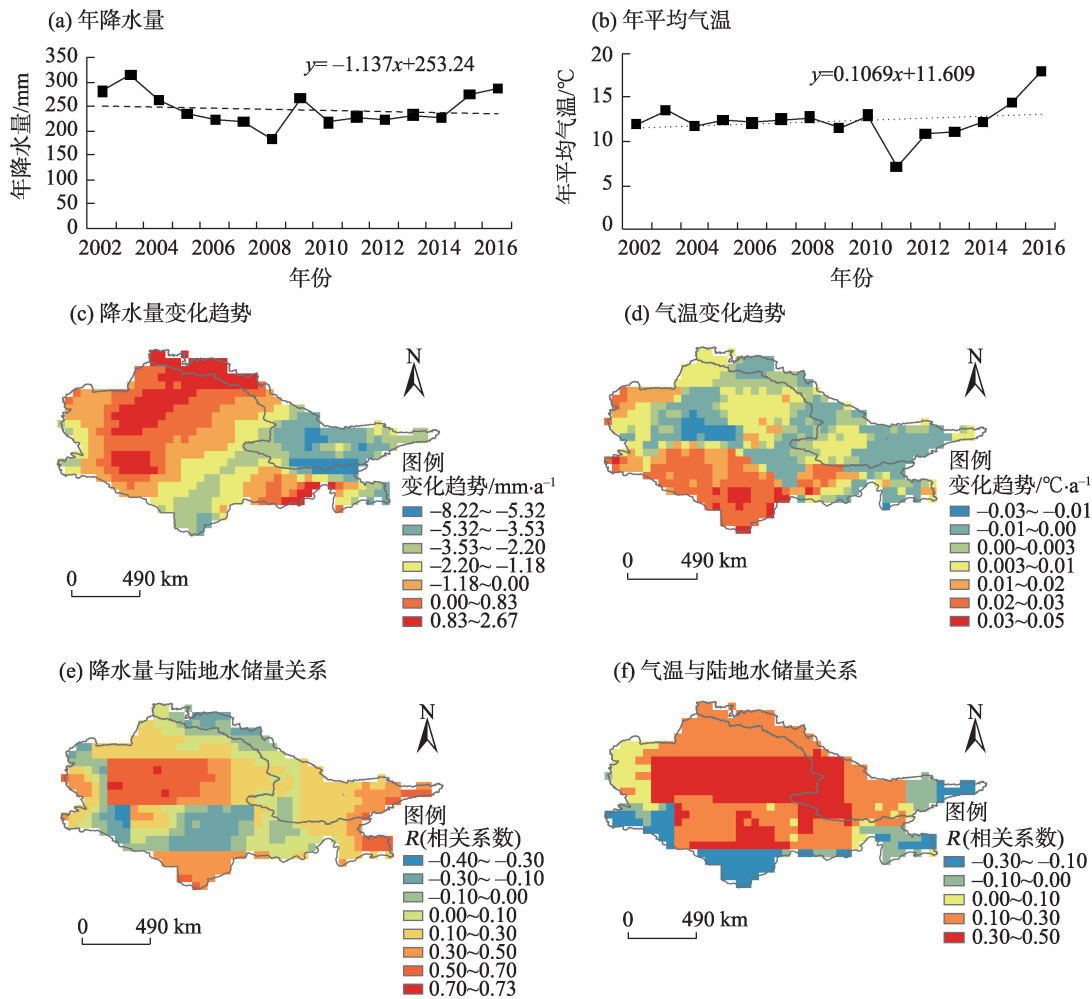 (a) 年降水量
350
300
250
200
150
100
50
0
年降水量/mm
y= −1.137x+253.24
2002 2004 2006 2008 2010 2012 2014 2016
年份
(b) 年平均气温
20
15
10
5
0
年平均气温/℃
y=0.1069x+11.609
2002 2004 2006 2008 2010 2012 2014 2016
年份
(c) 降水量变化趋势
N
图例
变化趋势/mm·a⁻¹
−8.22~ −5.32
−5.32~ −3.53
−3.53~ −2.20
−2.20~ −1.18
−1.18~0.00
0.00~0.83
0.83~2.67
0 490 km
(d) 气温变化趋势
N
图例
变化趋势/℃·a⁻¹
−0.03~ −0.01
−0.01~0.00
0.00~0.003
0.003~0.01
0.01~0.02
0.02~0.03
0.03~0.05
0 490 km
(e) 降水量与陆地水储量关系
N
图例
R(相关系数)
−0.40~ −0.30
−0.30~ −0.10
−0.10~0.00
0.00~0.10
0.10~0.30
0.30~0.50
0.50~0.70
0.70~0.73
0 490 km
(f) 气温与陆地水储量关系
N
图例
R(相关系数)
−0.30~ −0.10
−0.10~0.00
0.00~0.10
0.10~0.30
0.30~0.50
0 490 km